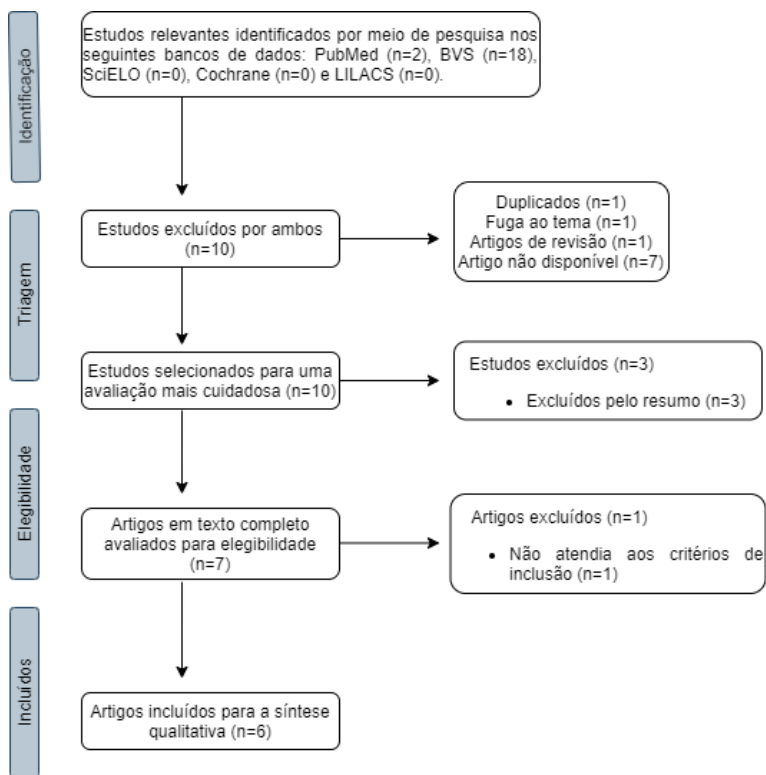 Identificação
Estudos relevantes identificados por meio de pesquisa nos
seguintes bancos de dados: PubMed (n=2), BVS (n=18),
SciELO (n=0), Cochrane (n=0) e LILACS (n=0).
Triagem
Estudos excluídos por ambos
(n=10)
Duplicados (n=1)
Fuga ao tema (n=1)
Artigos de revisão (n=1)
Artigo não disponível (n=7)
Estudos selecionados para uma
avaliação mais cuidadosa (n=10)
Estudos excluídos (n=3)
• Excluídos pelo resumo (n=3)
Elegibilidade
Artigos em texto completo
avaliados para elegibilidade
(n=7)
Artigos excluídos (n=1)
• Não atendia aos critérios de
inclusão (n=1)
Incluídos
Artigos incluídos para a síntese
qualitativa (n=6)